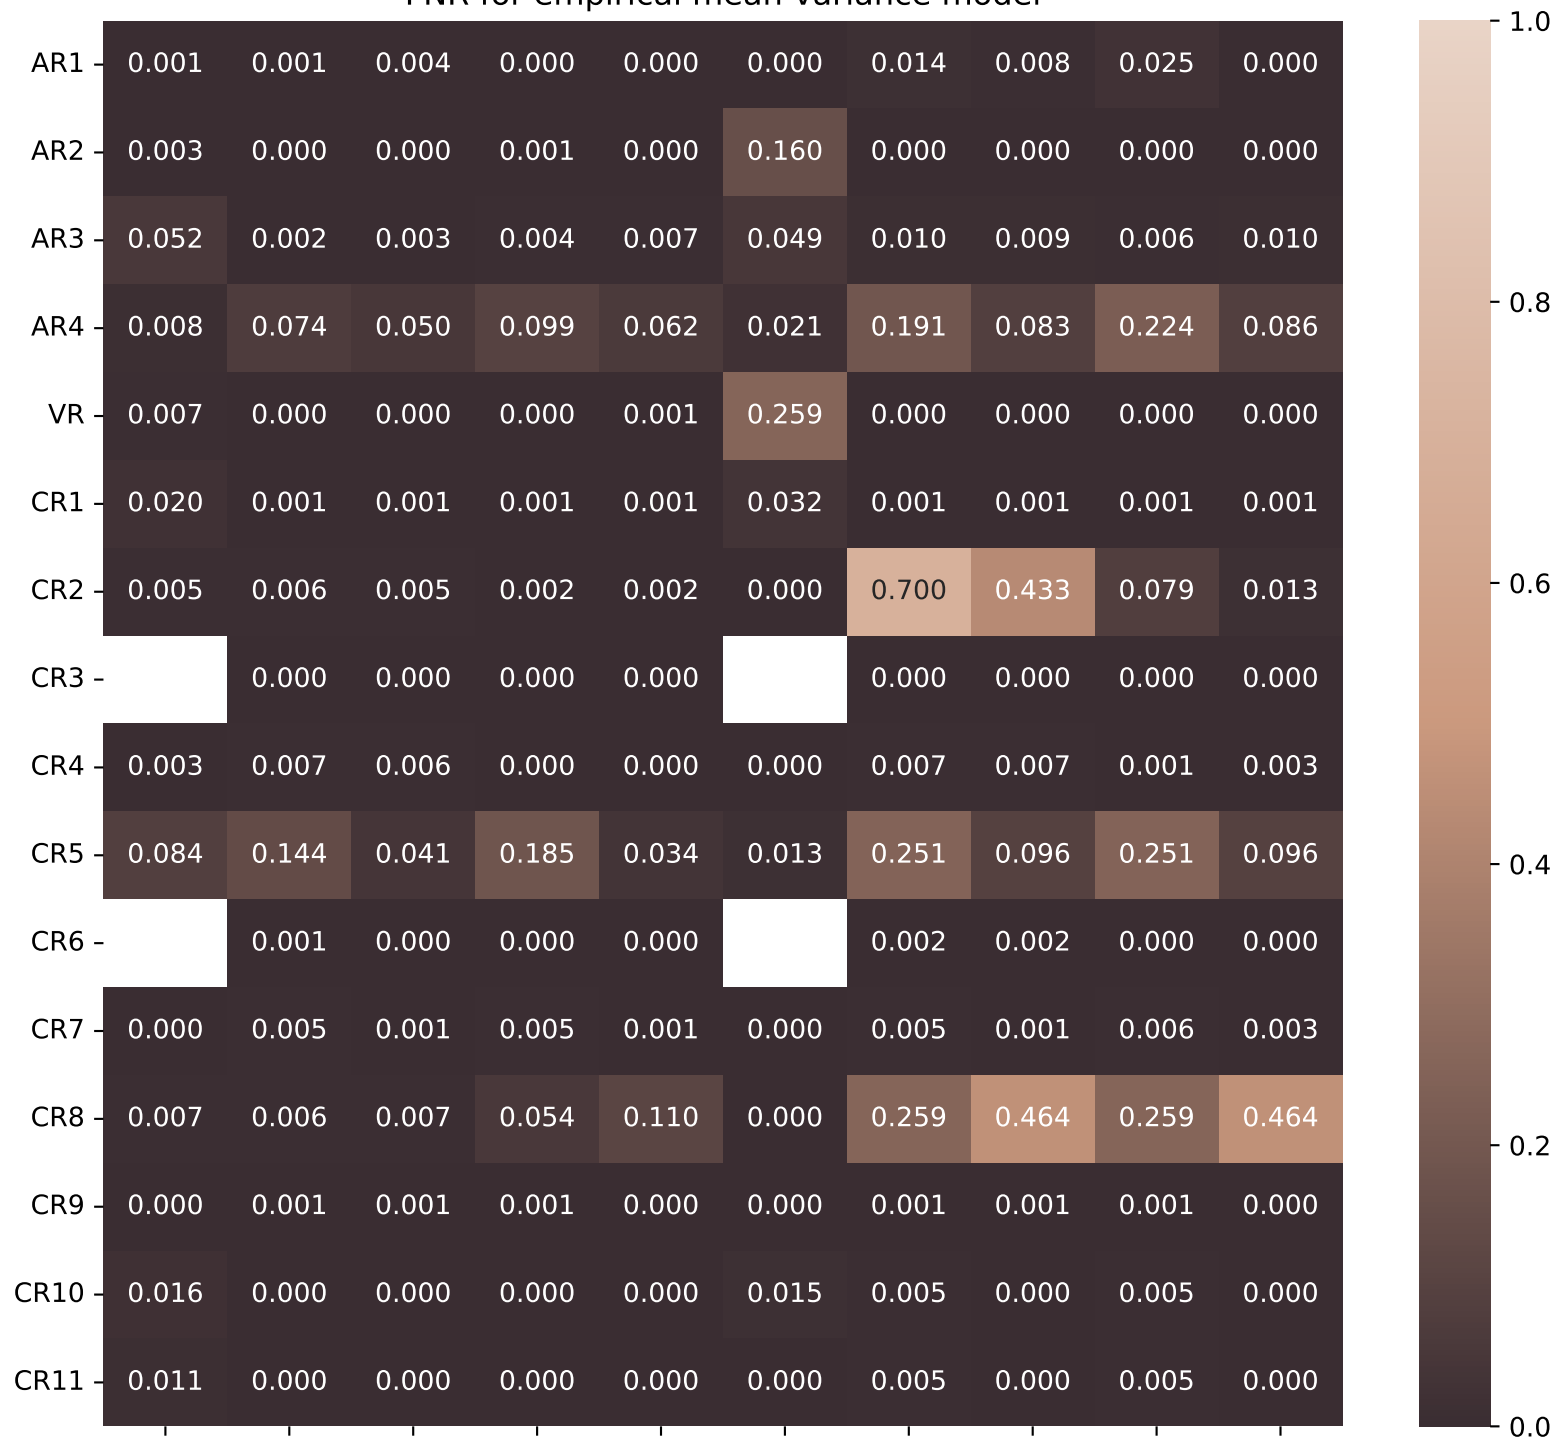 FNR for empirical mean-variance model
AR1 0.001 0.001 0.004 0.000 0.000 0.000 0.014 0.008 0.025 0.000
AR2 0.003 0.000 0.000 0.001 0.000 0.160 0.000 0.000 0.000 0.000
AR3 0.052 0.002 0.003 0.004 0.007 0.049 0.010 0.009 0.006 0.010
AR4 0.008 0.074 0.050 0.099 0.062 0.021 0.191 0.083 0.224 0.086
VR 0.007 0.000 0.000 0.000 0.001 0.259 0.000 0.000 0.000 0.000
CR1 0.020 0.001 0.001 0.001 0.001 0.032 0.001 0.001 0.001 0.001
CR2 0.005 0.006 0.005 0.002 0.002 0.000 0.700 0.433 0.079 0.013
CR3 0.000 0.000 0.000 0.000 0.000 0.000 0.000 0.000
CR4 0.003 0.007 0.006 0.000 0.000 0.000 0.007 0.007 0.001 0.003
CR5 0.084 0.144 0.041 0.185 0.034 0.013 0.251 0.096 0.251 0.096
CR6 0.001 0.000 0.000 0.000 0.002 0.002 0.000 0.000
CR7 0.000 0.005 0.001 0.005 0.001 0.000 0.005 0.001 0.006 0.003
CR8 0.007 0.006 0.007 0.054 0.110 0.000 0.259 0.464 0.259 0.464
CR9 0.000 0.001 0.001 0.001 0.000 0.000 0.001 0.001 0.001 0.000
CR10 0.016 0.000 0.000 0.000 0.000 0.015 0.005 0.000 0.005 0.000
CR11 0.011 0.000 0.000 0.000 0.000 0.000 0.005 0.000 0.005 0.000
1.0
0.8
0.6
0.4
0.2
0.0